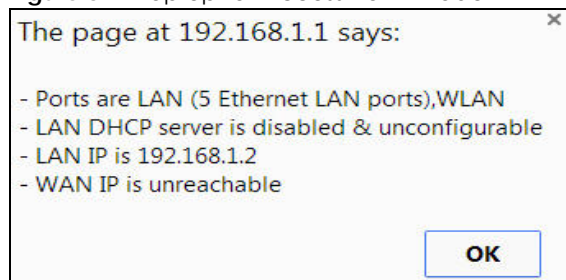 The page at 192.168.1.1 says:
×
- Ports are LAN (5 Ethernet LAN ports),WLAN
- LAN DHCP server is disabled & unconfigurable
- LAN IP is 192.168.1.2
- WAN IP is unreachable
OK